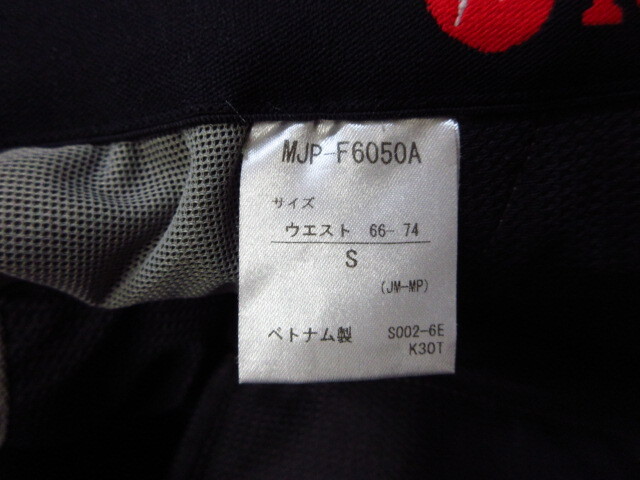 MJP-F6050A
サイズ
ウエスト 66-74
S
(JM-MP)
ベトナム製 S002-6E
K30T